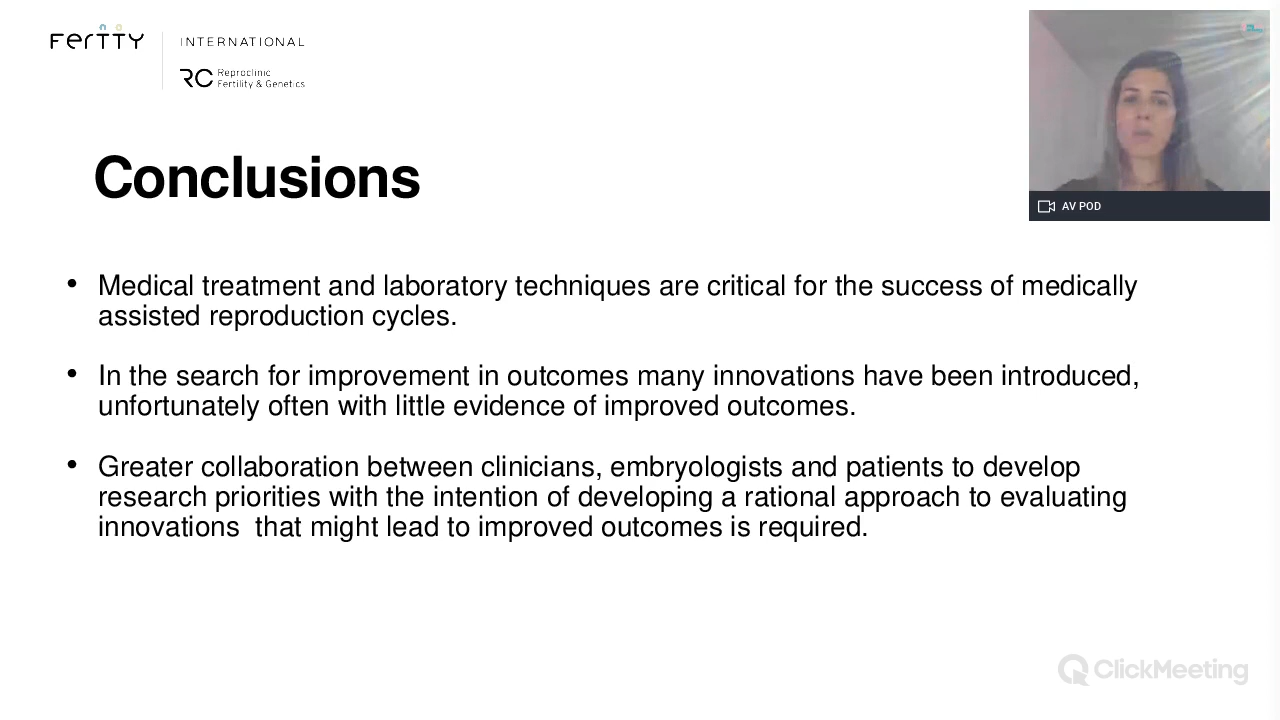 Fertty
INTERNATIONAL
RC Reproclinic
Fertility & Genetics
AV POD
Conclusions
• Medical treatment and laboratory techniques are critical for the success of medically
assisted reproduction cycles.
• In the search for improvement in outcomes many innovations have been introduced,
unfortunately often with little evidence of improved outcomes.
• Greater collaboration between clinicians, embryologists and patients to develop
research priorities with the intention of developing a rational approach to evaluating
innovations  that might lead to improved outcomes is required.
ClickMeeting